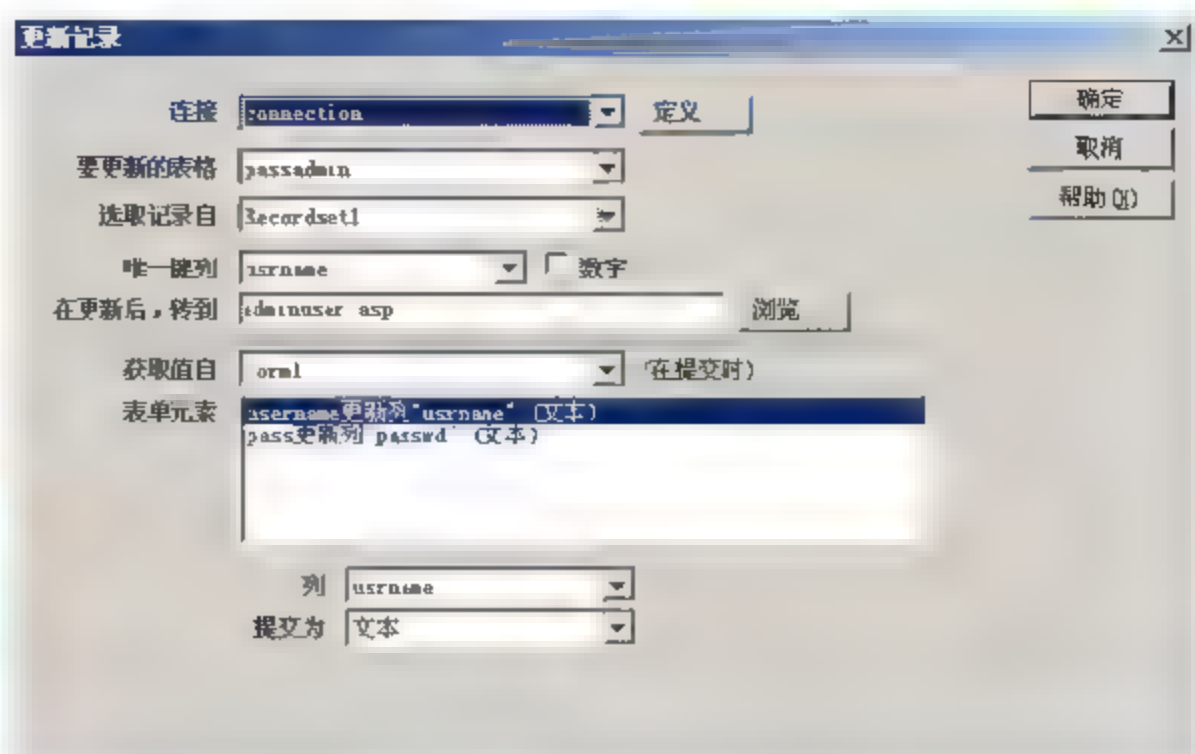 更新记录
连接 connection 定义 确定
取消
要更新的表格 passadmin
选取记录自 Recordset1 帮助(H)
唯一键列 usrname 数字
在更新后,转到 adminuser.asp 浏览
获取值自 form1 (在提交时)
表单元素 username更新列"usrname" (文本)
pass更新列"passwd" (文本)
列 usrname
提交为 文本